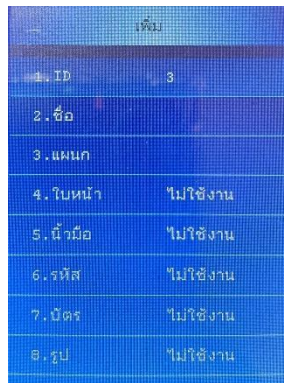 เพิ่ม
1.ID 3
2.ชื่อ
3.แผนก
4.ใบหน้า ไม่ใช้งาน
5.นิ้วมือ ไม่ใช้งาน
6.รหัส ไม่ใช้งาน
7.บัตร ไม่ใช้งาน
8.รูป ไม่ใช้งาน